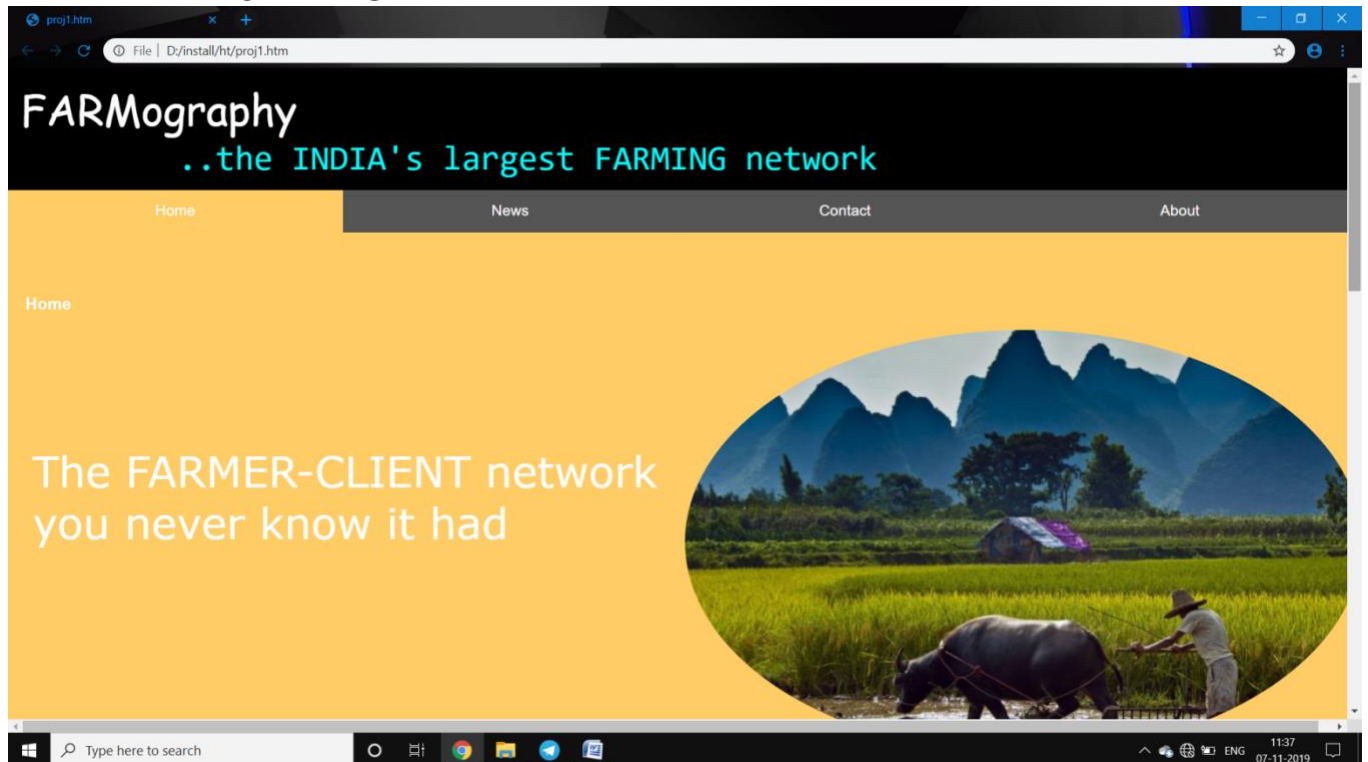 proj1.htm
File | D:/install/ht/proj1.htm
FARMography
..the INDIA's largest FARMING network
Home News Contact About
Home
The FARMER-CLIENT network
you never know it had
Type here to search
ENG
11:37
07-11-2019